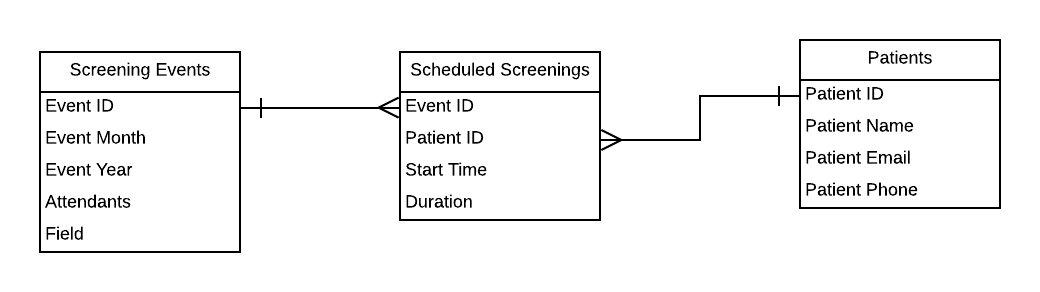 Screening Events
Event ID
Event Month
Event Year
Attendants
Field
Scheduled Screenings
Event ID
Patient ID
Start Time
Duration
Patients
Patient ID
Patient Name
Patient Email
Patient Phone